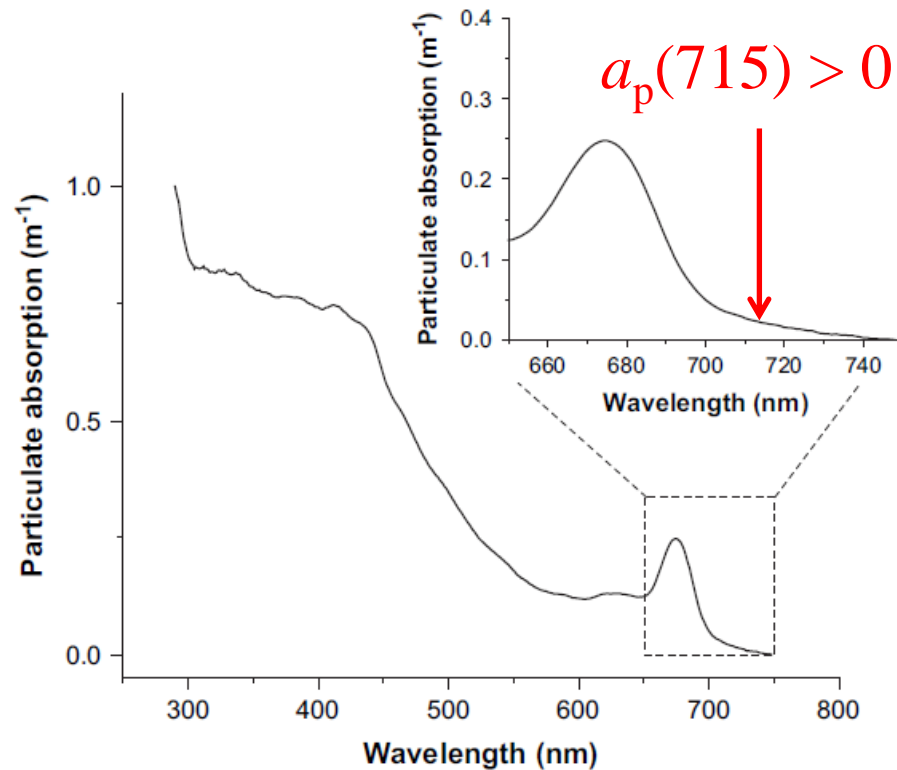 0.4
0.3
0.2
0.1
0.0
Particulate absorption (m⁻¹)
a_p(715) > 0
660 680 700 720 740
Wavelength (nm)
1.0
0.5
0.0
Particulate absorption (m⁻¹)
300 400 500 600 700 800
Wavelength (nm)